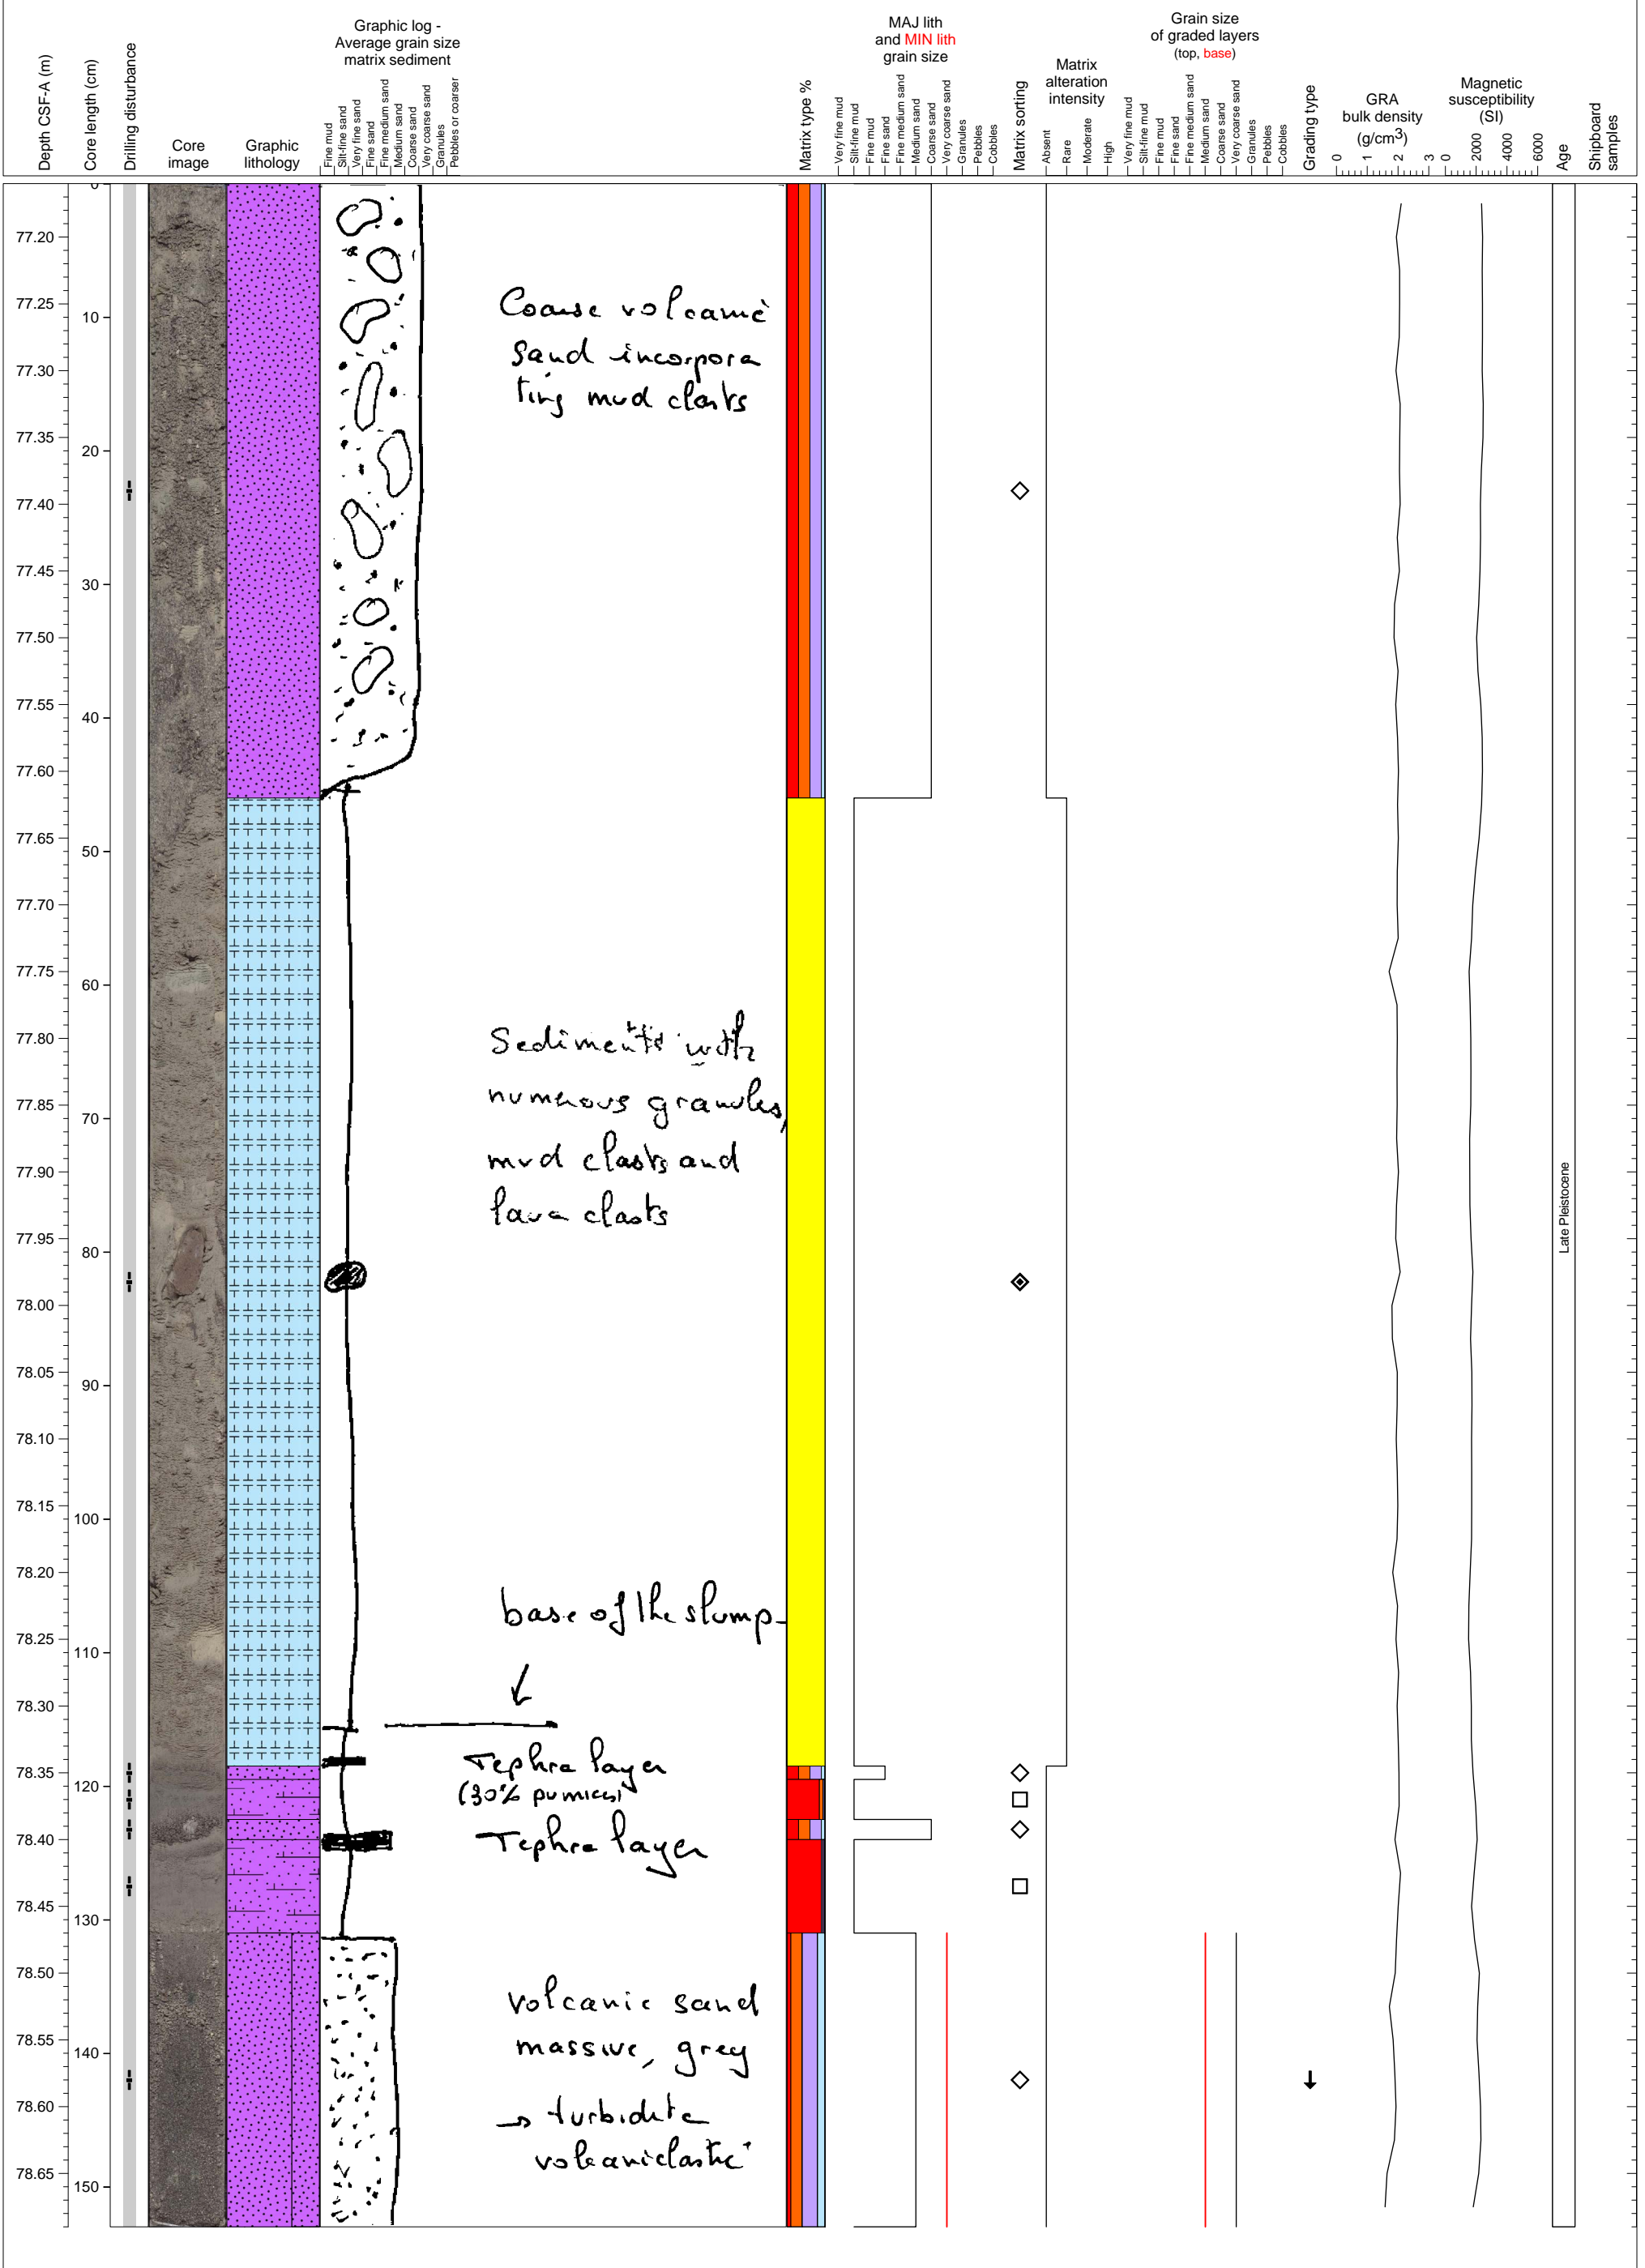 Depth CSF-A (m)
Core length (cm)
Drilling disturbance
Core
image
Graphic
lithology
Graphic log -
Average grain size
matrix sediment
Fine mud
Slt-fine sand
Very fine sand
Fine sand
Fine medium sand
Medium sand
Coarse sand
Very coarse sand
Granules
Pebbles or coarser
Matrix type %
MAJ lith
and MIN lith
grain size
Very fine mud
Silt-fine mud
Fine mud
Fine sand
Fine medium sand
Medium sand
Coarse sand
Very coarse sand
Granules
Pebbles
Cobbles
Matrix sorting
Matrix
alteration
intensity
Absent
Rare
Moderate
High
Grain size
of graded layers
(top, base)
Very fine mud
Silt-fine mud
Fine mud
Fine sand
Fine medium sand
Medium sand
Coarse sand
Very coarse sand
Granules
Pebbles
Cobbles
Grading type
GRA
bulk density
(g/cm3)
0 1 2 3
Magnetic
susceptibility
(SI)
0 2000 4000 6000
Age
Shipboard
samples
77.20
77.25
77.30
77.35
77.40
77.45
77.50
77.55
77.60
77.65
77.70
77.75
77.80
77.85
77.90
77.95
78.00
78.05
78.10
78.15
78.20
78.25
78.30
78.35
78.40
78.45
78.50
78.55
78.60
78.65
0
10
20
30
40
50
60
70
80
90
100
110
120
130
140
150
Coarse volcanic
sand incorpora
ting mud clasts
Sediments with
numerous granules,
mud clasts and
lava clasts
base of the slump
Tephra layer
(30% pumices)
Tephra layer
volcanic sand
massive, grey
→ turbidite
volcaniclastic
Late Pleistocene